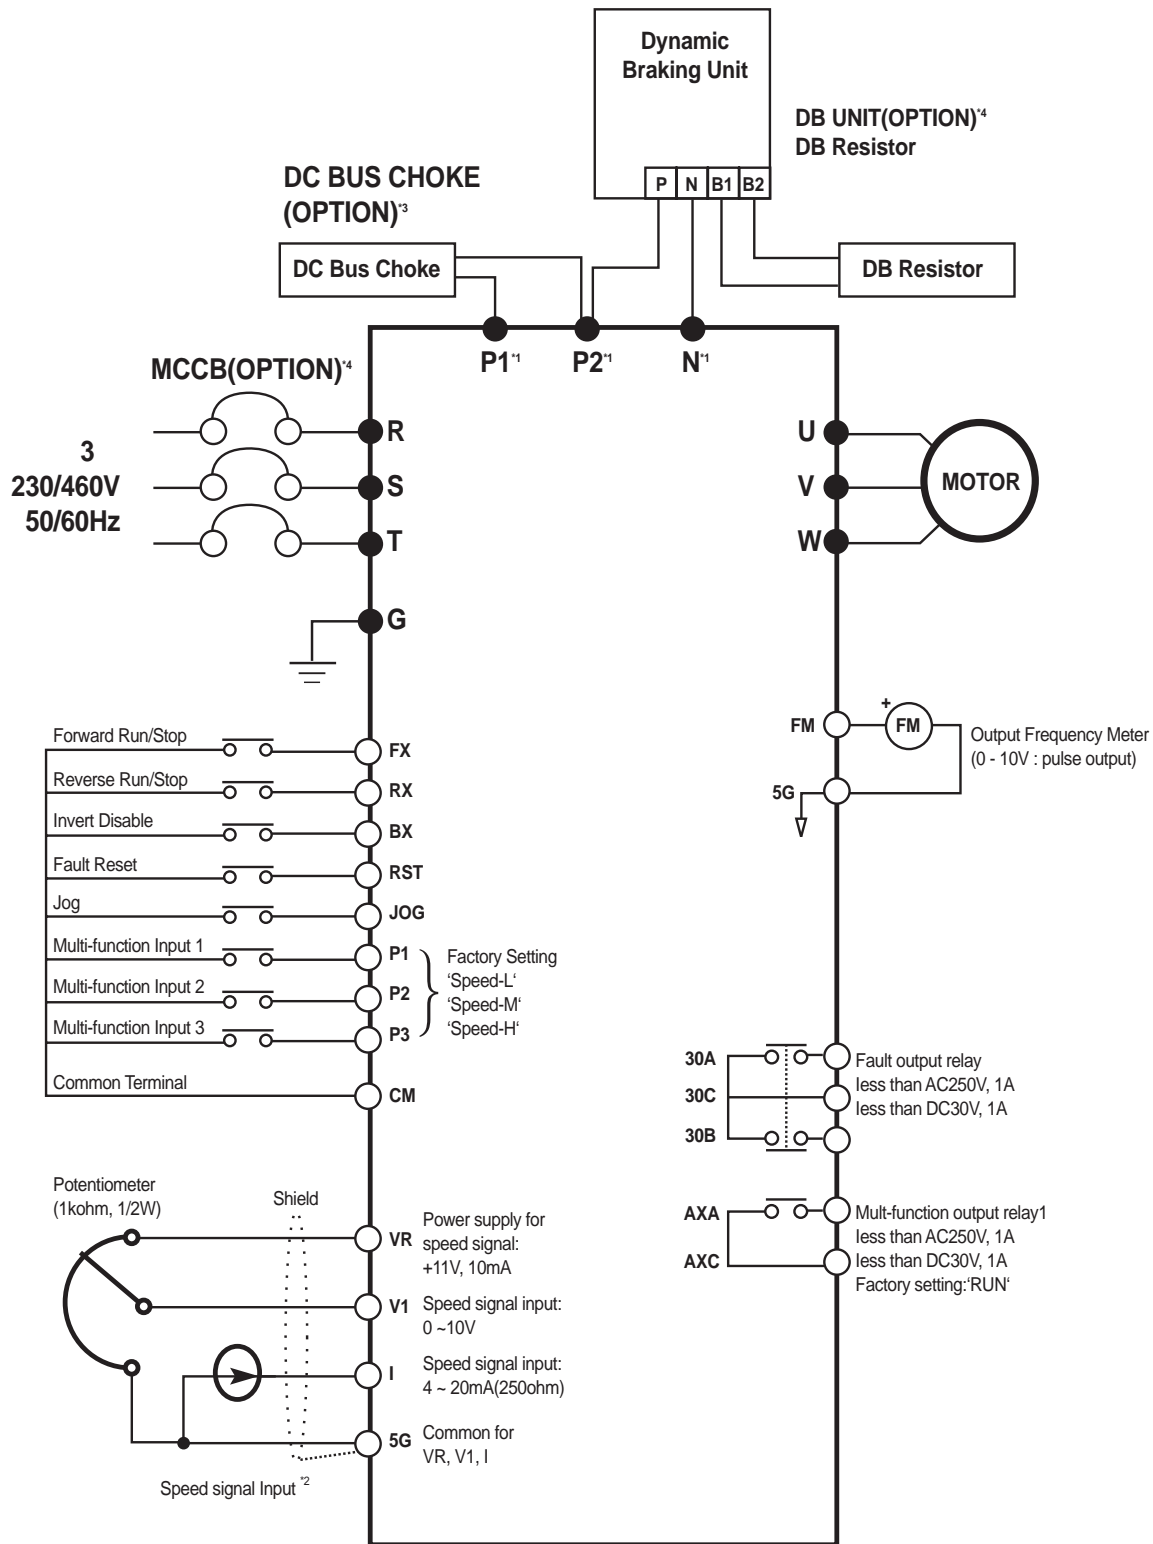 Dynamic
Braking Unit
DB UNIT(OPTION)*4
DB Resistor
P N B1 B2
DC BUS CHOKE
(OPTION)*3
DC Bus Choke
DB Resistor
P1*1 P2*1 N*1
MCCB(OPTION)*4
3
230/460V
50/60Hz
R
S
T
G
U
V
W
MOTOR
Forward Run/Stop
FX
Reverse Run/Stop
RX
Invert Disable
BX
Fault Reset
RST
Jog
JOG
Multi-function Input 1
P1
Multi-function Input 2
P2
Multi-function Input 3
P3
Factory Setting
‘Speed-L‘
‘Speed-M‘
‘Speed-H‘
Common Terminal
CM
FM
+
FM
5G
Output Frequency Meter
(0 - 10V : pulse output)
30A
30C
30B
Fault output relay
less than AC250V, 1A
less than DC30V, 1A
AXA
AXC
Mult-function output relay1
less than AC250V, 1A
less than DC30V, 1A
Factory setting:‘RUN‘
Potentiometer
(1kohm, 1/2W)
Shield
VR
Power supply for
speed signal:
+11V, 10mA
V1
Speed signal input:
0 ~10V
I
Speed signal input:
4 ~ 20mA(250ohm)
5G
Common for
VR, V1, I
Speed signal Input *2